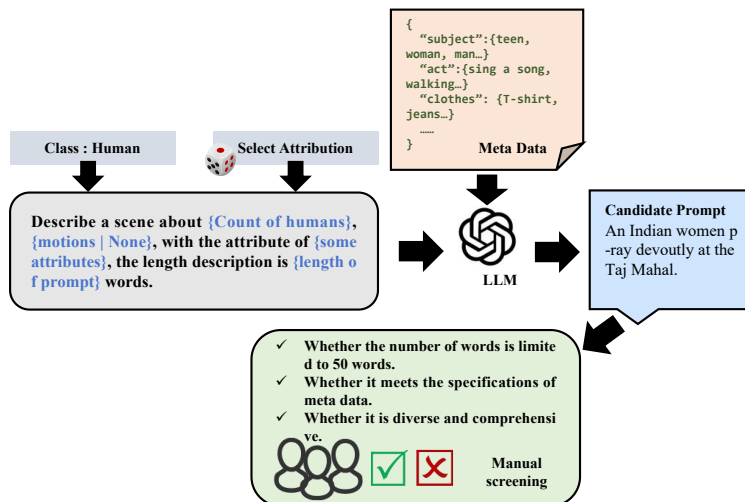 {
"subject":{teen,
woman, man…}
"act":{sing a song,
walking…}
"clothes": {T-shirt,
jeans…}
……
}
Meta Data
Class : Human
Select Attribution
Describe a scene about {Count of humans},
{motions | None}, with the attribute of {some
attributes}, the length description is {length o
f prompt} words.
LLM
Candidate Prompt
An Indian women p
-ray devoutly at the
Taj Mahal.
✓ Whether the number of words is limite
d to 50 words.
✓ Whether it meets the specifications of
meta data.
✓ Whether it is diverse and comprehensi
ve.
Manual
screening